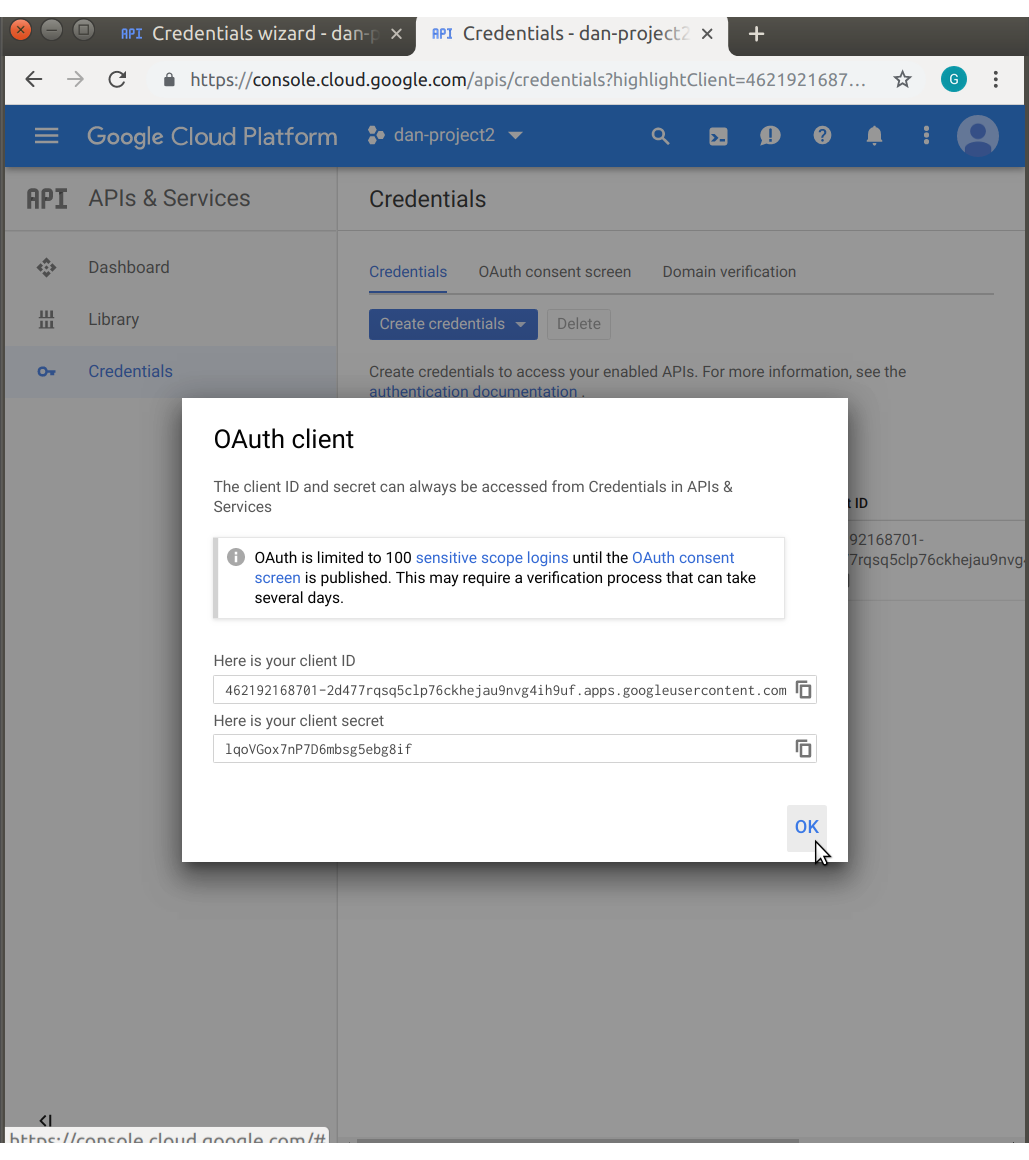 API Credentials wizard - dan-p
API Credentials - dan-project2
https://console.cloud.google.com/apis/credentials?highlightClient=4621921687...
G
Google Cloud Platform
dan-project2
API APIs & Services
Credentials
Dashboard
Library
Credentials
Credentials OAuth consent screen Domain verification
Create credentials Delete
Create credentials to access your enabled APIs. For more information, see the
authentication documentation .
t ID
92168701-
7rqsq5clp76ckhejau9nvg4
OAuth client
The client ID and secret can always be accessed from Credentials in APIs &
Services
OAuth is limited to 100 sensitive scope logins until the OAuth consent
screen is published. This may require a verification process that can take
several days.
Here is your client ID
462192168701-2d477rqsq5clp76ckhejau9nvg4ih9uf.apps.googleusercontent.com
Here is your client secret
lqoVGox7nP7D6mbsg5ebg8if
OK
https://console.cloud.google.com/#